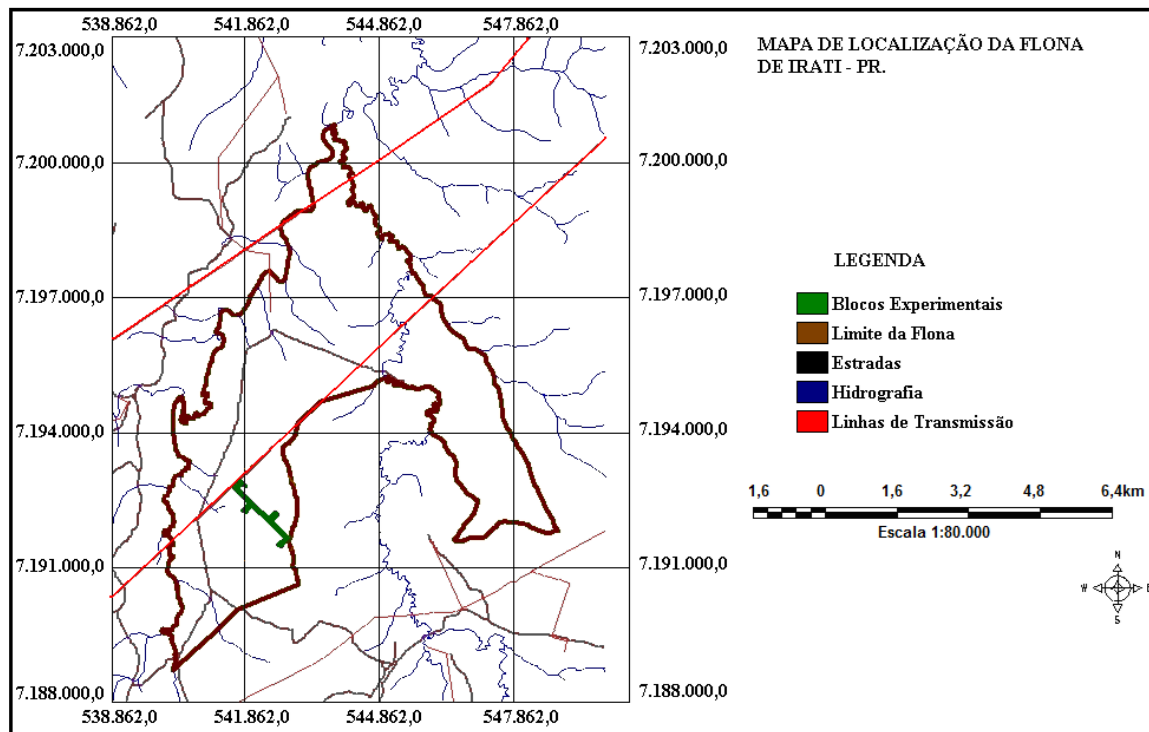 538.862,0 541.862,0 544.862,0 547.862,0
7.203.000,0 7.203.000,0
7.200.000,0 7.200.000,0
7.197.000,0 7.197.000,0
7.194.000,0 7.194.000,0
7.191.000,0 7.191.000,0
7.188.000,0 7.188.000,0
538.862,0 541.862,0 544.862,0 547.862,0
MAPA DE LOCALIZAÇÃO DA FLONA
DE IRATI - PR.
LEGENDA
Blocos Experimentais
Limite da Flona
Estradas
Hidrografia
Linhas de Transmissão
1,6 0 1,6 3,2 4,8 6,4km
Escala 1:80.000
N
W E
S